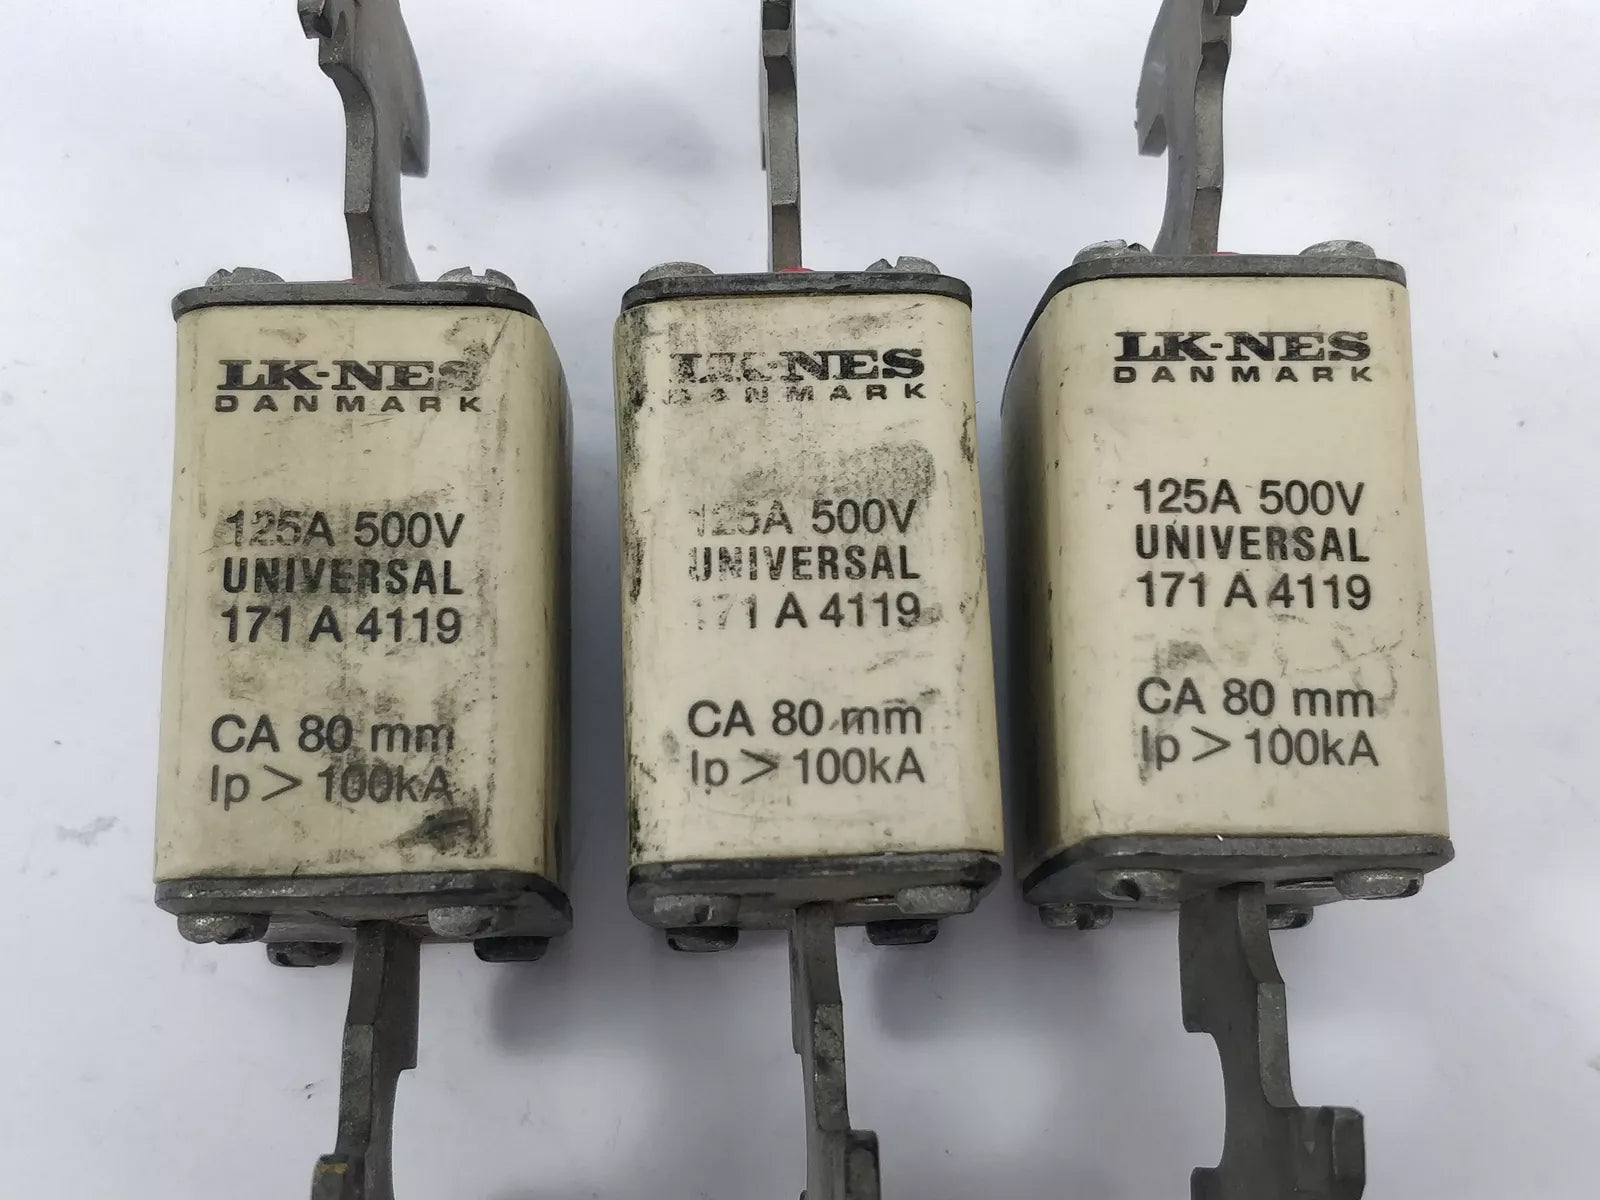 LK-NES
DANMARK
125A 500V
UNIVERSAL
171 A 4119
CA 80 mm
Ip > 100kA
LK-NES
DANMARK
125A 500V
UNIVERSAL
171 A 4119
CA 80 mm
Ip > 100kA
LK-NES
DANMARK
125A 500V
UNIVERSAL
171 A 4119
CA 80 mm
Ip > 100kA